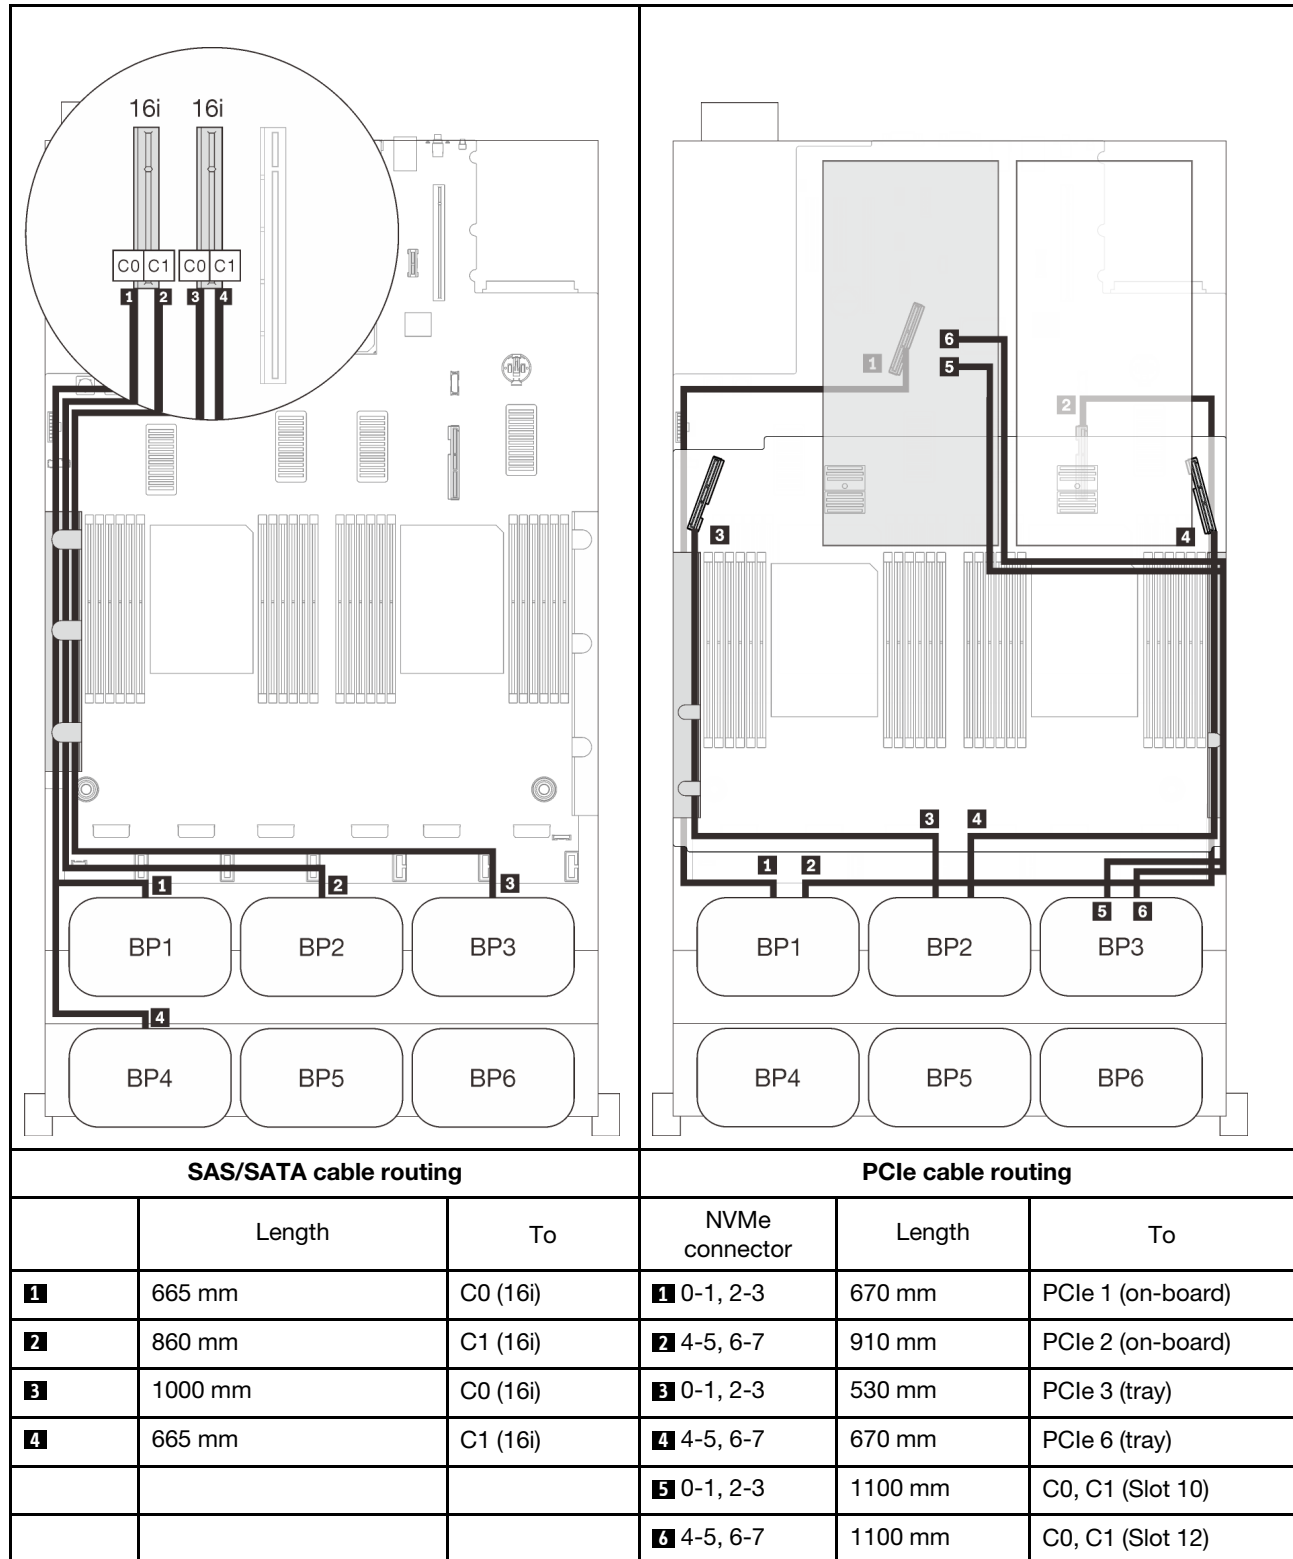 16i 16i
C0 C1 C0 C1
1 2 3 4
1 2 3
BP1 BP2 BP3
4
BP4 BP5 BP6
6
1 5
2
3 4
3 4
1 2
5 6
BP1 BP2 BP3
BP4 BP5 BP6
SAS/SATA cable routing PCIe cable routing
Length To NVMe connector Length To
1 665 mm C0 (16i) 1 0-1, 2-3 670 mm PCIe 1 (on-board)
2 860 mm C1 (16i) 2 4-5, 6-7 910 mm PCIe 2 (on-board)
3 1000 mm C0 (16i) 3 0-1, 2-3 530 mm PCIe 3 (tray)
4 665 mm C1 (16i) 4 4-5, 6-7 670 mm PCIe 6 (tray)
5 0-1, 2-3 1100 mm C0, C1 (Slot 10)
6 4-5, 6-7 1100 mm C0, C1 (Slot 12)